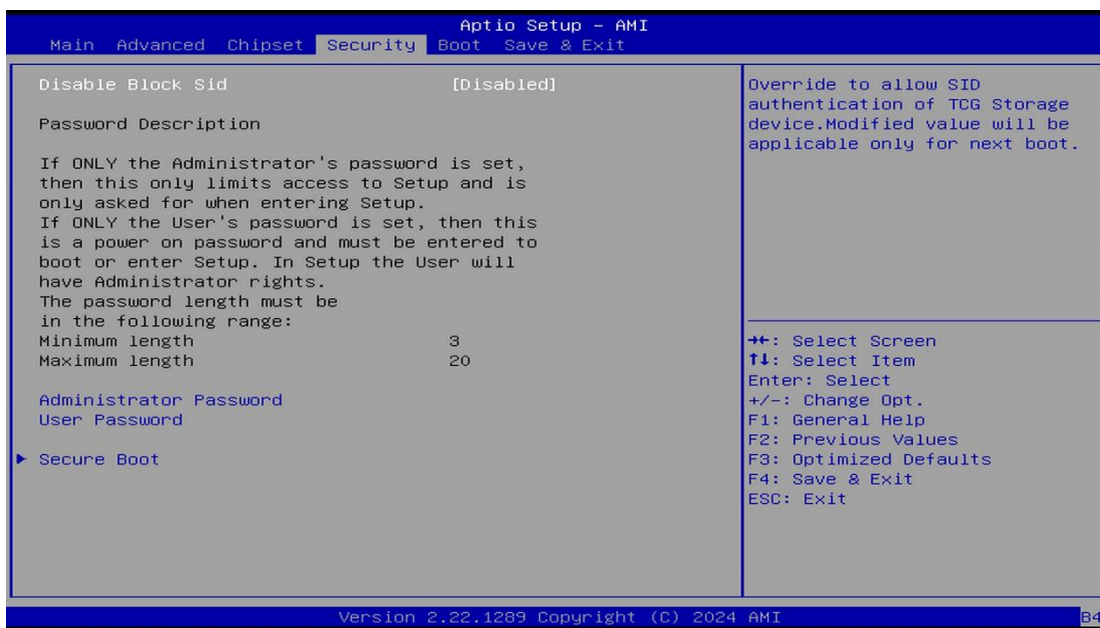 Aptio Setup – AMI
Main Advanced Chipset Security Boot Save & Exit
Disable Block Sid [Disabled]
Password Description
If ONLY the Administrator's password is set,
then this only limits access to Setup and is
only asked for when entering Setup.
If ONLY the User's password is set, then this
is a power on password and must be entered to
boot or enter Setup. In Setup the User will
have Administrator rights.
The password length must be
in the following range:
Minimum length 3
Maximum length 20
Administrator Password
User Password
▶ Secure Boot
Override to allow SID
authentication of TCG Storage
device.Modified value will be
applicable only for next boot.
→←: Select Screen
↑↓: Select Item
Enter: Select
+/-: Change Opt.
F1: General Help
F2: Previous Values
F3: Optimized Defaults
F4: Save & Exit
ESC: Exit
Version 2.22.1289 Copyright (C) 2024 AMI
B4